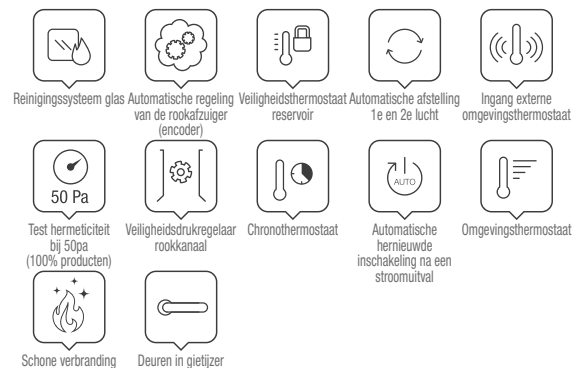 Reinigingssysteem glas
Automatische regeling
van de rookafzuiger
(encoder)
Veiligheidsthermostaat
reservoir
Automatische afstelling
1e en 2e lucht
Ingang externe
omgevingsthermostaat
50 Pa
Test hermeticiteit
bij 50pa
(100% producten)
Veiligheidsdrukregelaar
rookkanaal
Chronothermostaat
AUTO
Automatische
hernieuwde
inschakeling na een
stroomuitval
Omgevingsthermostaat
Schone verbranding
Deuren in gietijzer